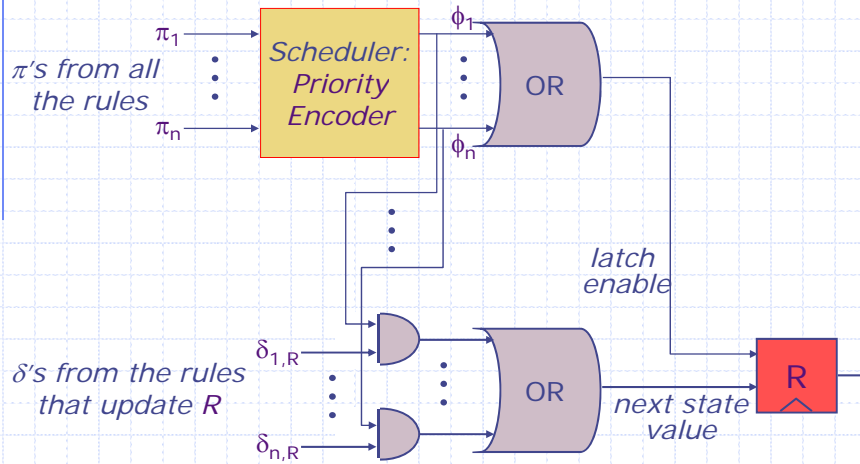 π1
π's from all
the rules
πn
Scheduler:
Priority
Encoder
ϕ1
ϕn
OR
latch
enable
δ's from the rules
that update R
δ1,R
δn,R
OR
next state
value
R